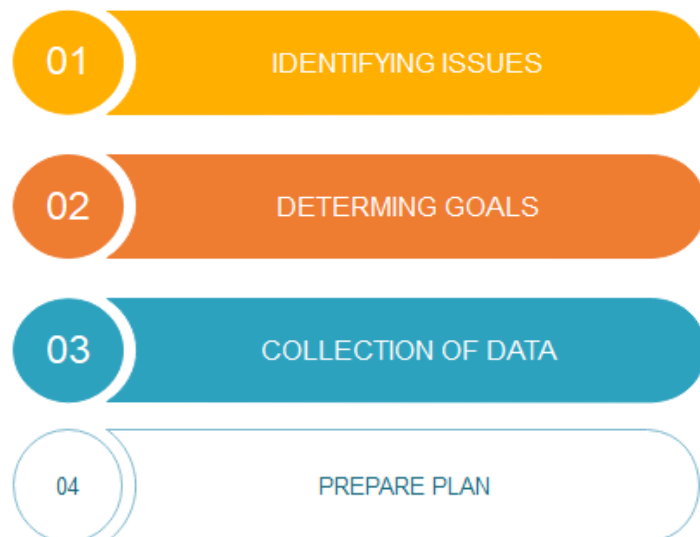 01 IDENTIFYING ISSUES
02 DETERMING GOALS
03 COLLECTION OF DATA
04 PREPARE PLAN